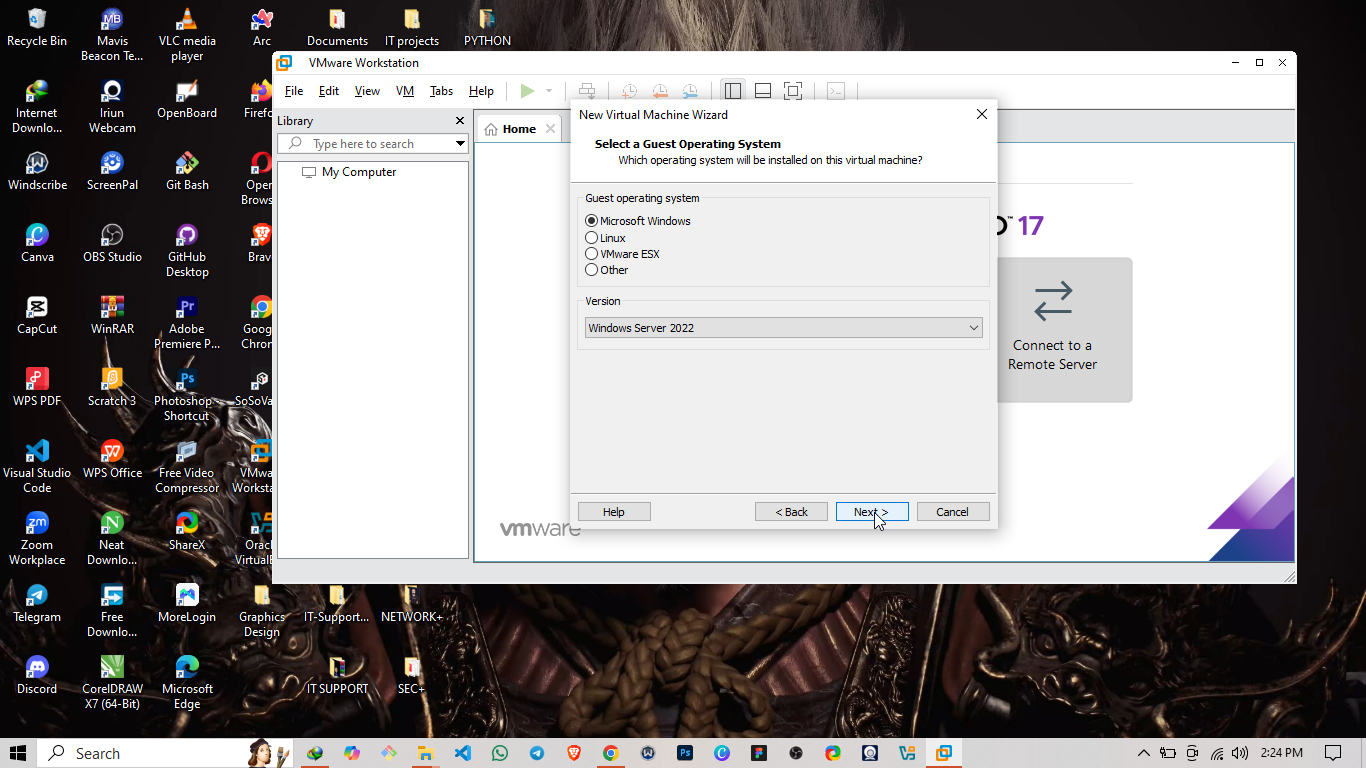 Recycle Bin
Mavis
Beacon Te...
VLC media
player
Arc
Documents
IT projects
PYTHON
Internet
Downlo...
Iriun
Webcam
OpenBoard
Firefo
Windscribe
ScreenPal
Git Bash
Oper
Brows
Canva
OBS Studio
GitHub
Desktop
Brav
CapCut
WinRAR
Adobe
Premiere P...
Goog
Chron
WPS PDF
Scratch 3
Photoshop -
Shortcut
SoSoVa
Visual Studio
Code
WPS Office
Free Video
Compressor
VMwa
Worksta
Zoom
Workplace
Neat
Downlo...
ShareX
Oracl
VirtualB
Telegram
Free
Downlo...
MoreLogin
Graphics
Design
IT-Support...
NETWORK+
Discord
CorelDRAW
X7 (64-Bit)
Microsoft
Edge
IT SUPPORT
SEC+
VMware Workstation
File Edit View VM Tabs Help
Library
Type here to search
My Computer
Home
17
Connect to a
Remote Server
vmware
New Virtual Machine Wizard
Select a Guest Operating System
Which operating system will be installed on this virtual machine?
Guest operating system
Microsoft Windows
Linux
VMware ESX
Other
Version
Windows Server 2022
Help
< Back
Next >
Cancel
Search
2:24 PM